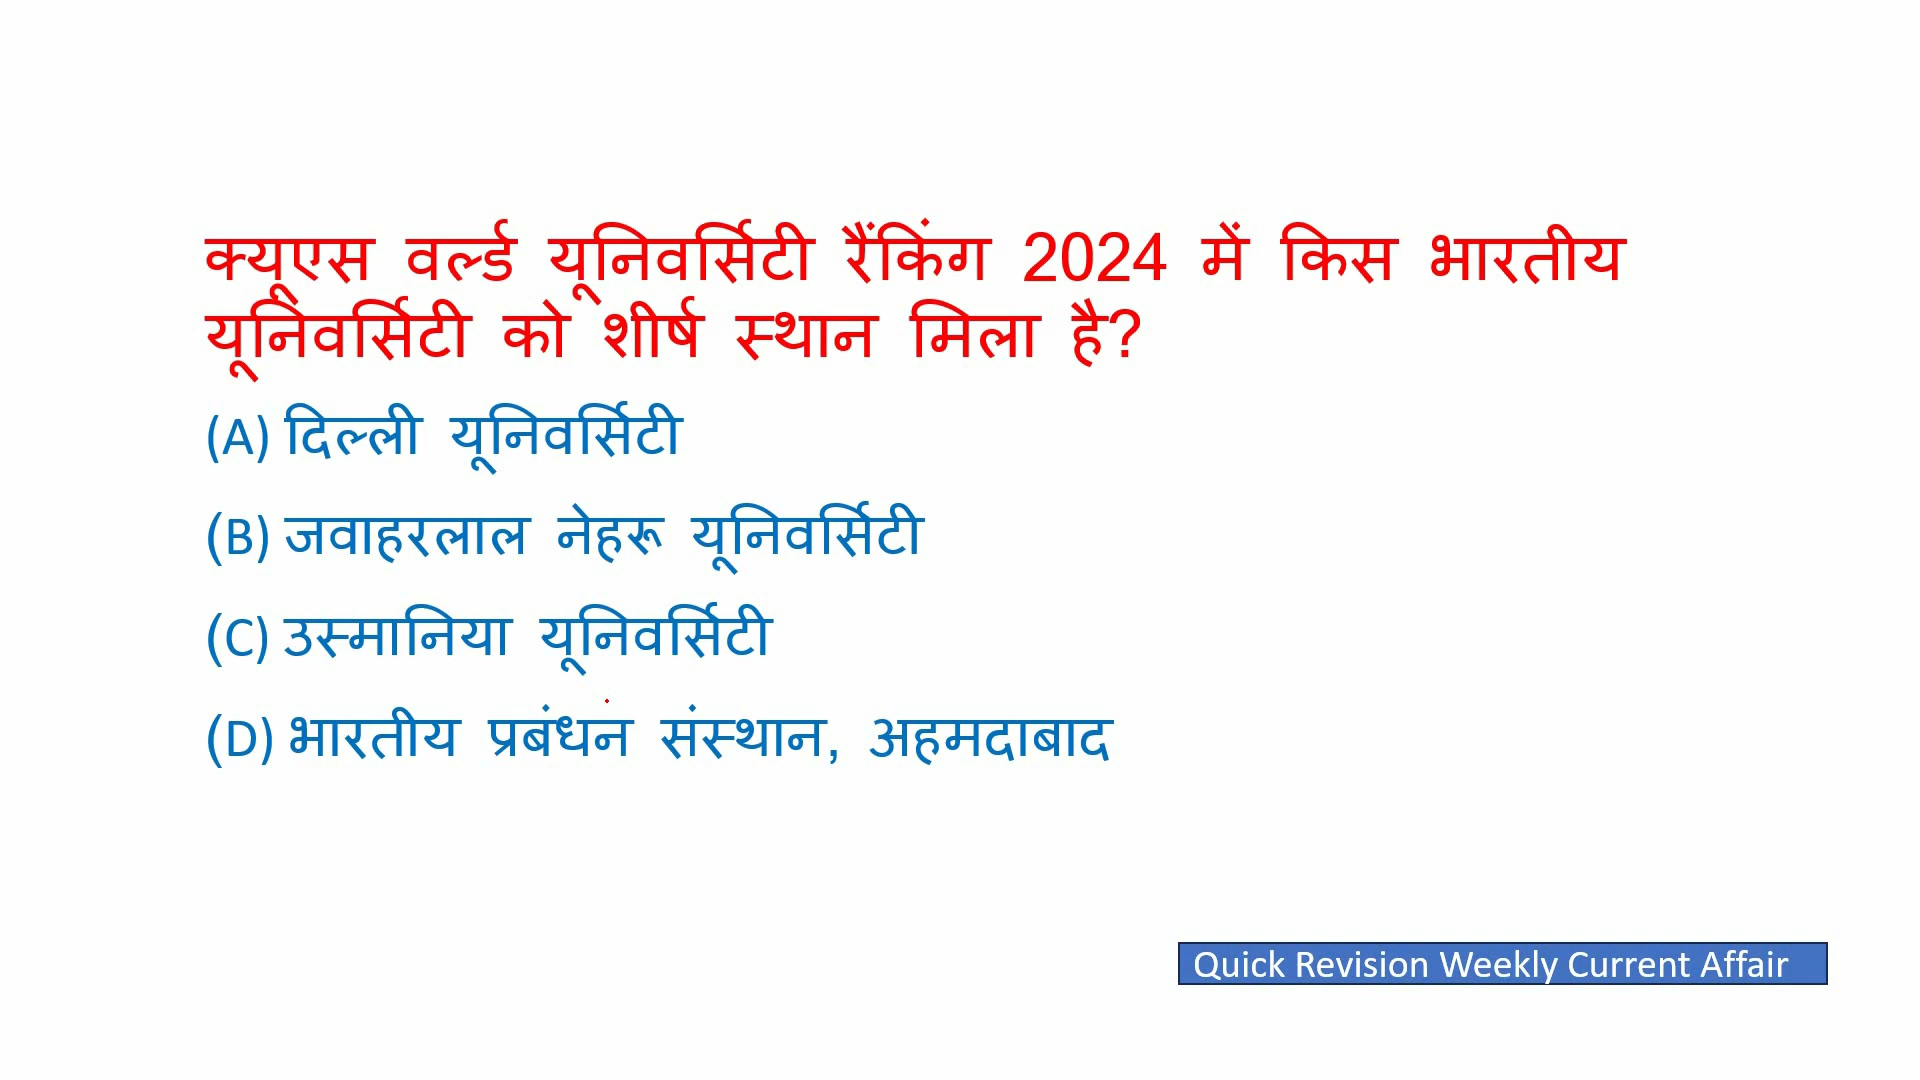 क्यूएस वर्ल्ड यूनिवर्सिटी रैंकिंग 2024 में किस भारतीय
यूनिवर्सिटी को शीर्ष स्थान मिला है?
(A) दिल्ली यूनिवर्सिटी
(B) जवाहरलाल नेहरू यूनिवर्सिटी
(C) उस्मानिया यूनिवर्सिटी
(D) भारतीय प्रबंधन संस्थान, अहमदाबाद
Quick Revision Weekly Current Affair